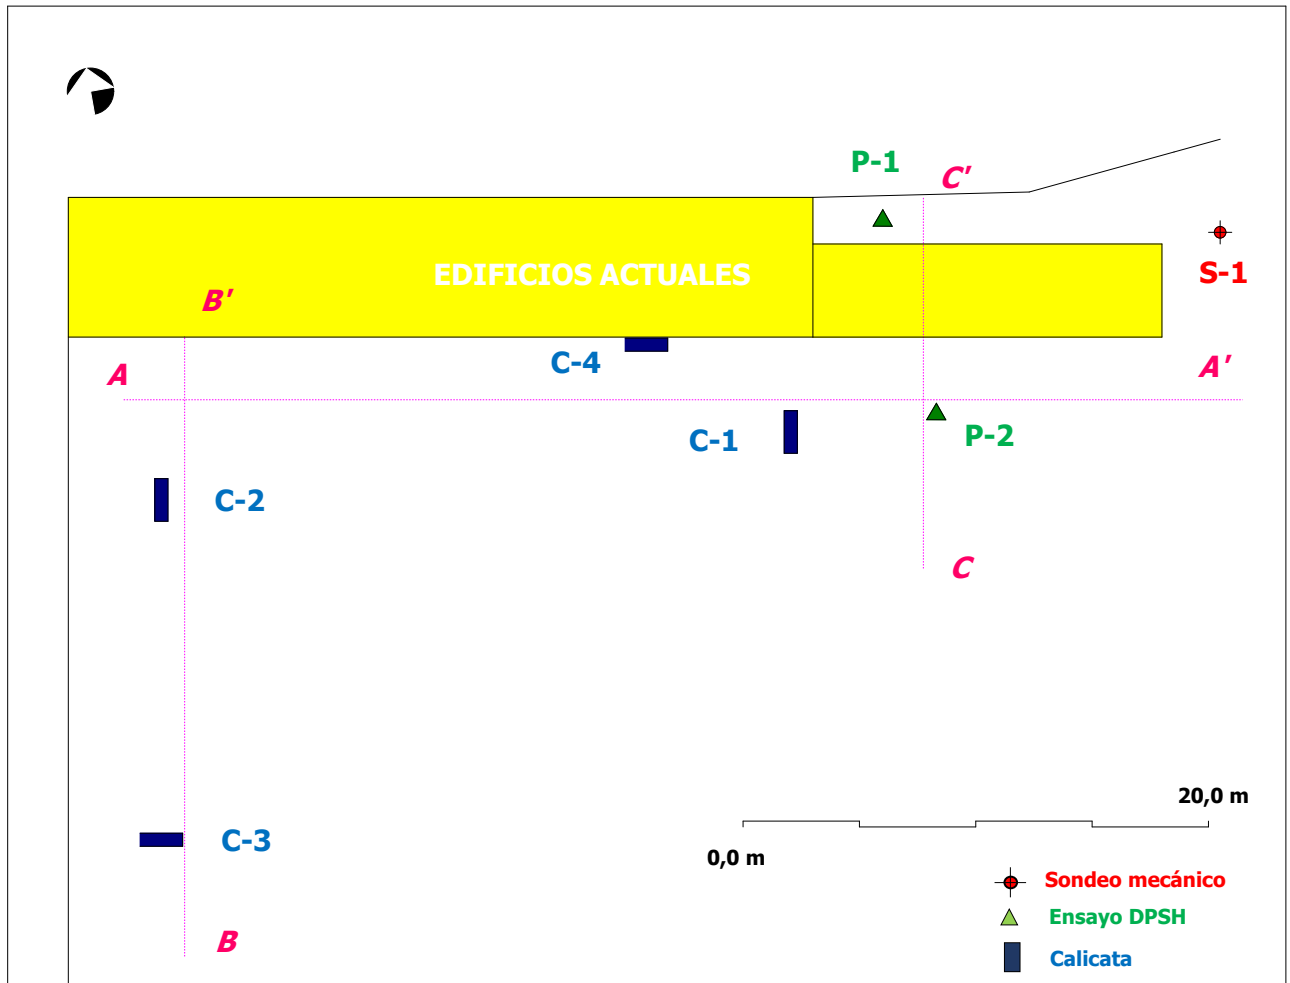 P-1
C'
EDIFICIOS ACTUALES
S-1
B'
C-4
A
A'
C-1
P-2
C-2
C
20,0 m
C-3
0,0 m
Sondeo mecánico
Ensayo DPSH
B
Calicata